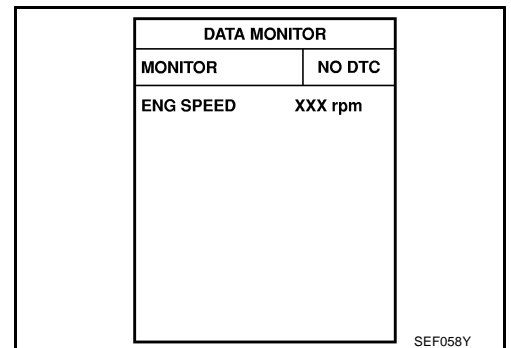 DATA MONITOR
MONITOR NO DTC
ENG SPEED XXX rpm
SEF058Y